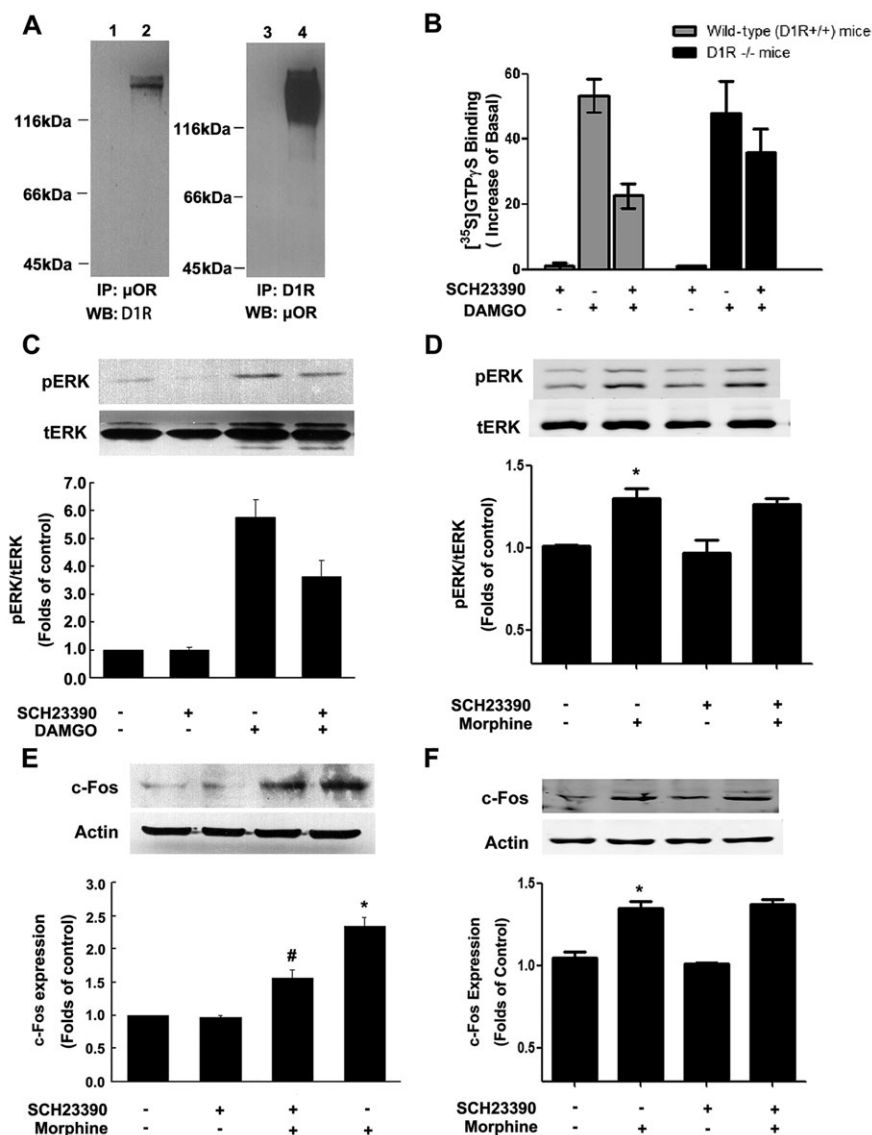 A
1 2
116kDa
66kDa
45kDa
IP: µOR
WB: D1R
3 4
116kDa
66kDa
45kDa
IP: D1R
WB: µOR
B
Wild-type (D1R+/+) mice
D1R -/- mice
[³⁵S]GTPγS Binding
( Increase of Basal)
60
40
20
0
SCH23390 + - + + - +
DAMGO - + + - + +
C
pERK
tERK
pERK/tERK
(Folds of control)
6.0
5.0
4.0
3.0
2.0
1.0
0.0
SCH23390 - + - +
DAMGO - - + +
D
pERK
tERK
pERK/tERK
(Folds of control)
1.5
1.0
0.5
*
SCH23390 - - + +
Morphine - + - +
E
c-Fos
Actin
c-Fos expression
(Folds of control)
3.0
2.5
2.0
1.5
1.0
0.5
0.0
#
*
SCH23390 - + + -
Morphine - - + +
F
c-Fos
Actin
c-Fos Expression
(Folds of Control)
1.5
1.0
0.5
*
SCH23390 - - + +
Morphine - + - +